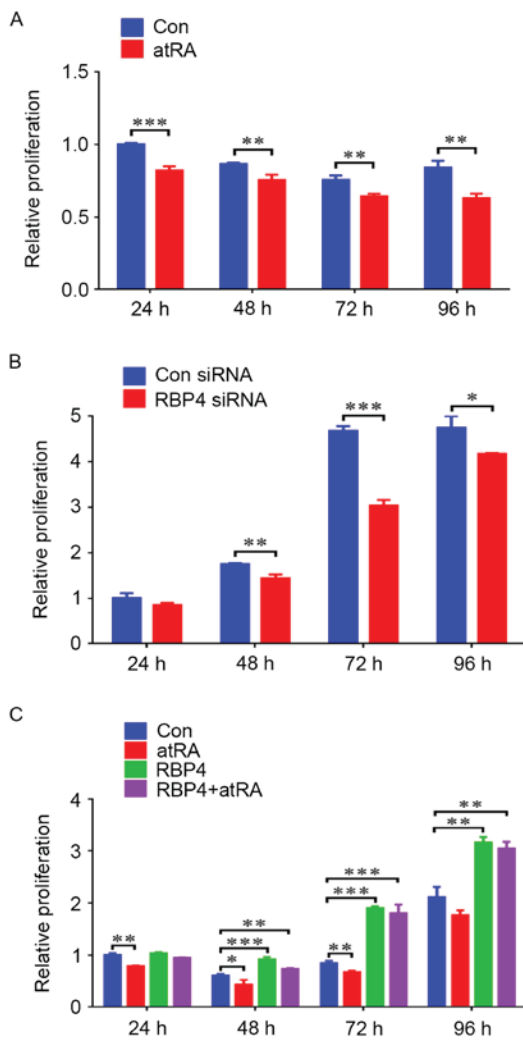 A
Con
atRA
Relative proliferation
1.5
1.0
0.5
0.0
***
**
**
**
24 h 48 h 72 h 96 h
B
Con siRNA
RBP4 siRNA
Relative proliferation
5
4
3
2
1
0
**
***
*
24 h 48 h 72 h 96 h
C
Con
atRA
RBP4
RBP4+atRA
Relative proliferation
4
3
2
1
0
**
**
***
*
***
***
**
**
**
24 h 48 h 72 h 96 h